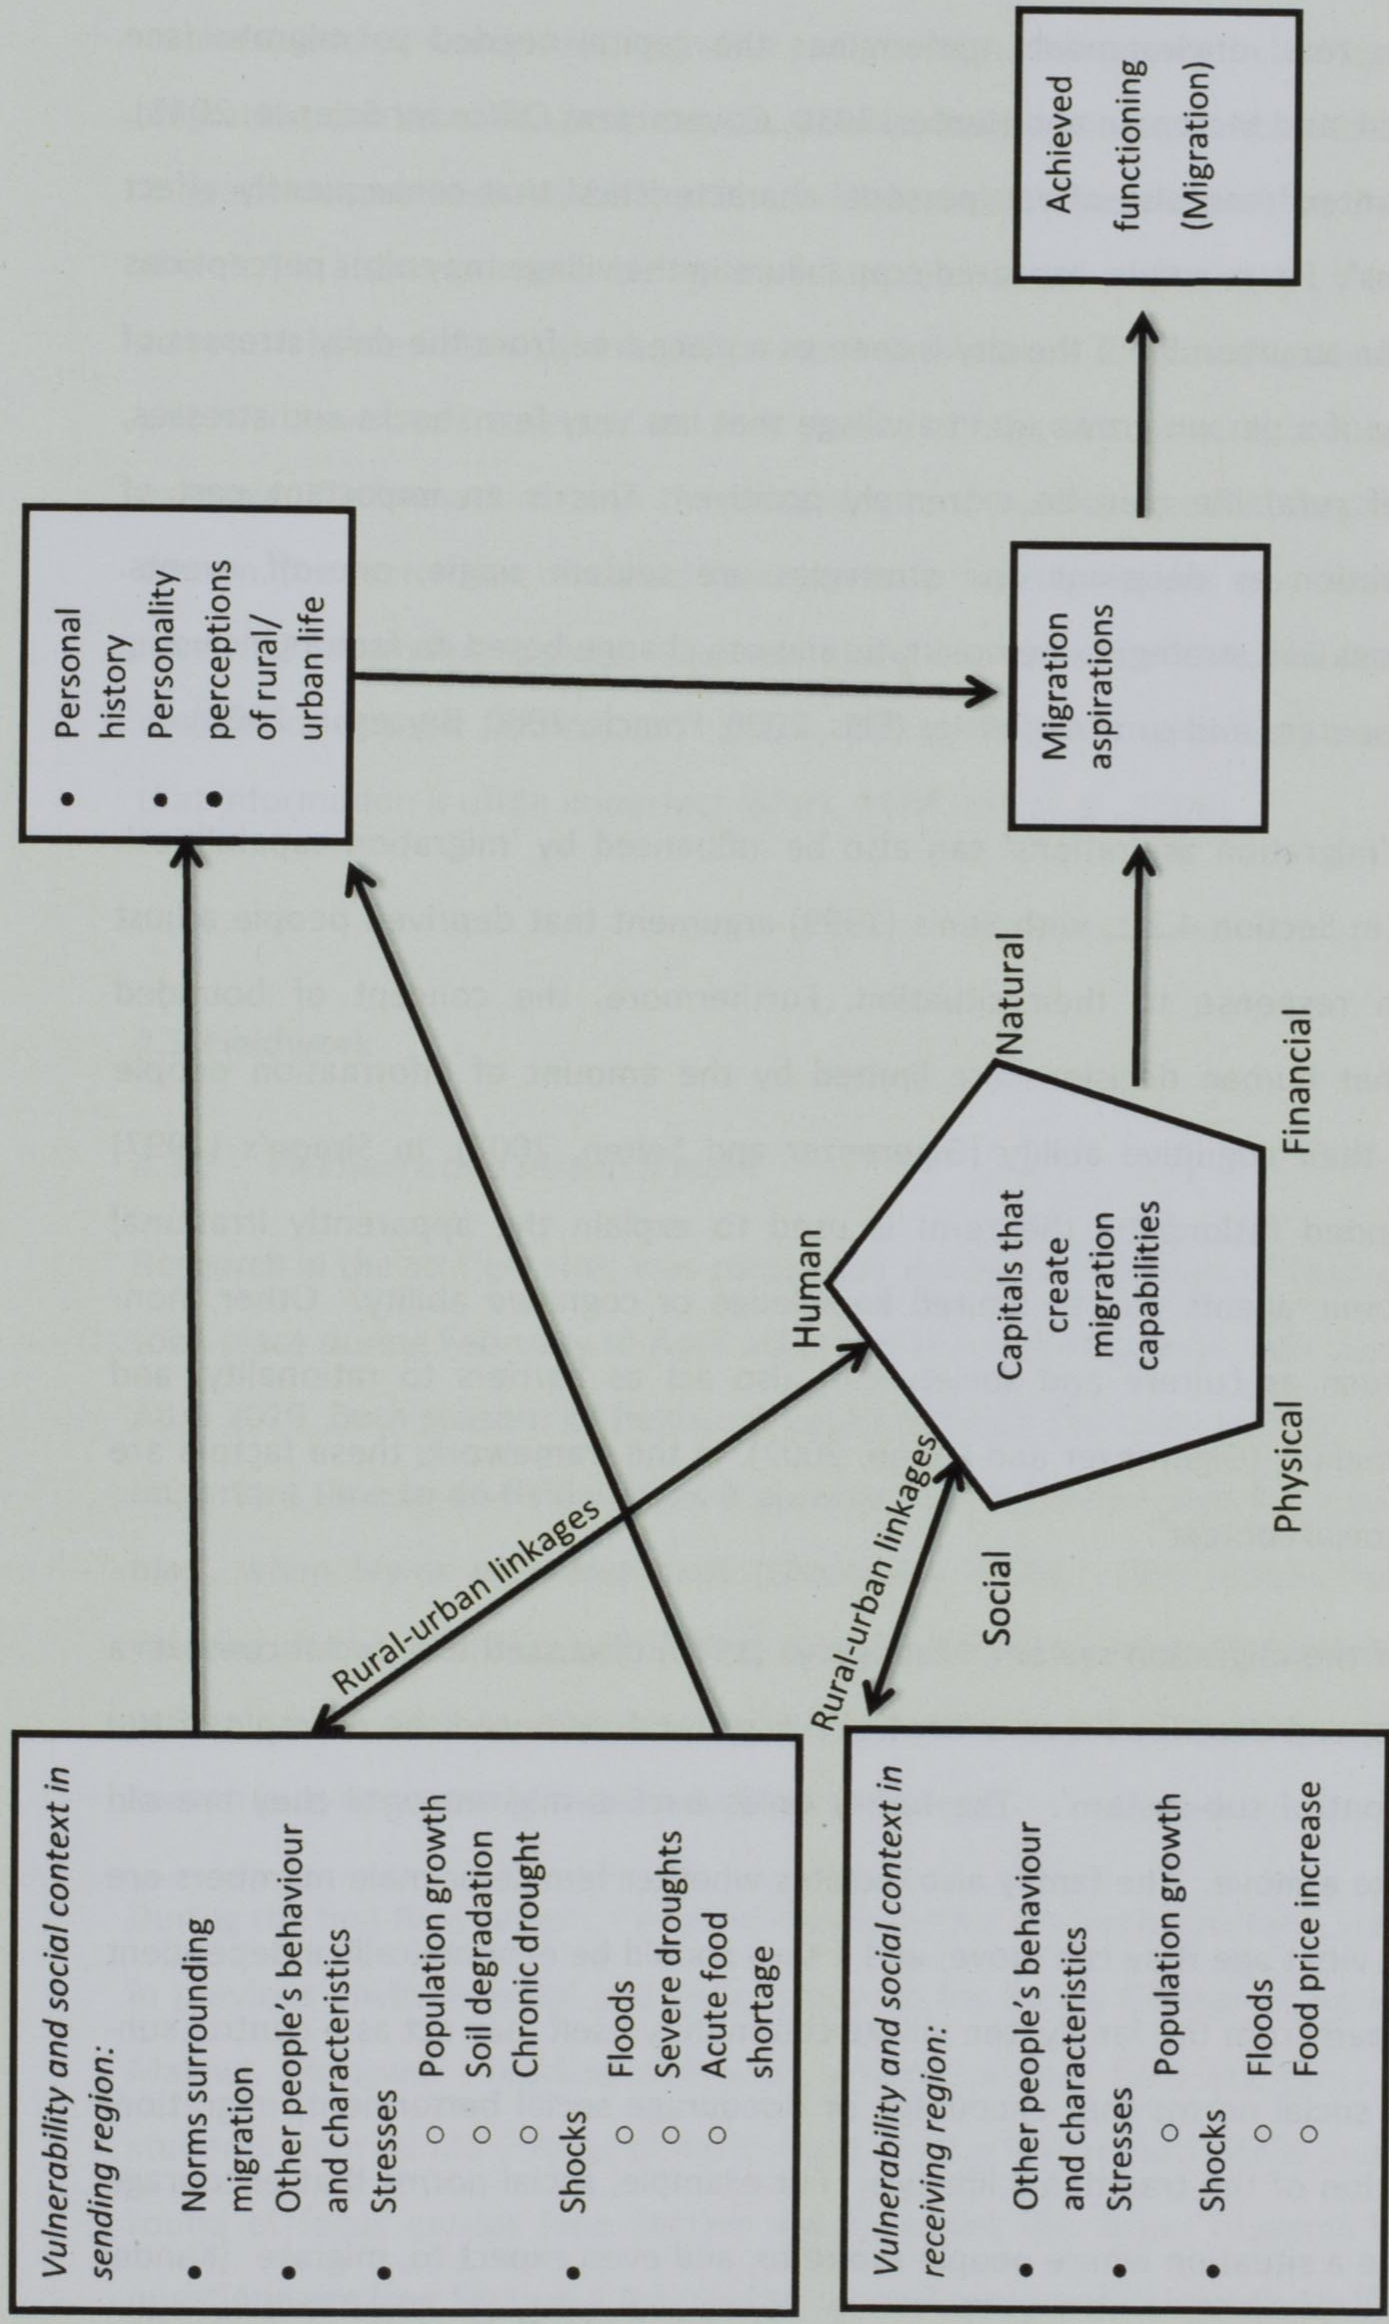 Vulnerability and social context in
sending region:
• Norms surrounding
migration
• Other people's behaviour
and characteristics
• Stresses
○ Population growth
○ Soil degradation
○ Chronic drought
• Shocks
○ Floods
○ Severe droughts
○ Acute food
shortage
Vulnerability and social context in
receiving region:
• Other people's behaviour
and characteristics
• Stresses
○ Population growth
• Shocks
○ Floods
○ Food price increase
Rural-urban linkages
Rural-urban linkages
• Personal
history
• Personality
• perceptions
of rural/
urban life
Human
Natural
Social
Physical
Financial
Capitals that
create
migration
capabilities
Migration
aspirations
Achieved
functioning
(Migration)